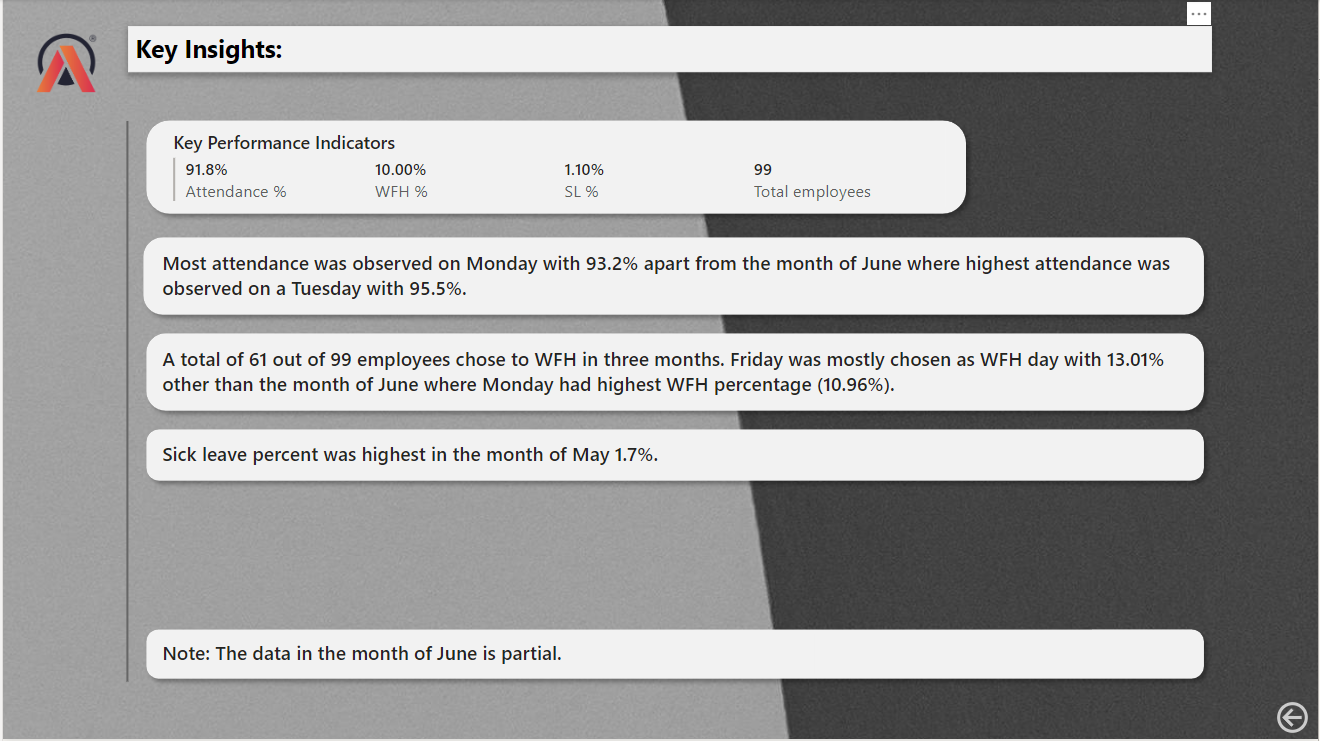 Key Insights:
Key Performance Indicators
91.8% 10.00% 1.10% 99
Attendance % WFH % SL % Total employees
Most attendance was observed on Monday with 93.2% apart from the month of June where highest attendance was
observed on a Tuesday with 95.5%.
A total of 61 out of 99 employees chose to WFH in three months. Friday was mostly chosen as WFH day with 13.01%
other than the month of June where Monday had highest WFH percentage (10.96%).
Sick leave percent was highest in the month of May 1.7%.
Note: The data in the month of June is partial.